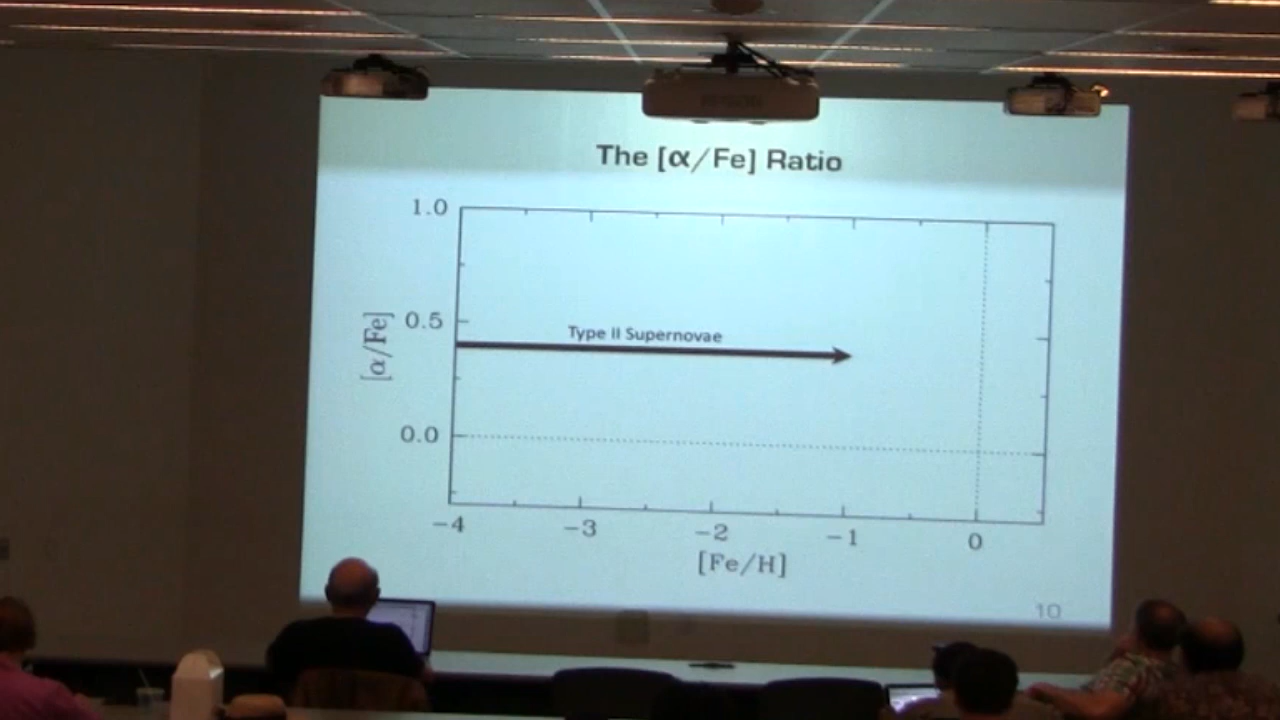 The [α/Fe] Ratio
1.0
0.5
0.0
[α/Fe]
Type II Supernovae
−4 −3 −2 −1 0
[Fe/H]
10